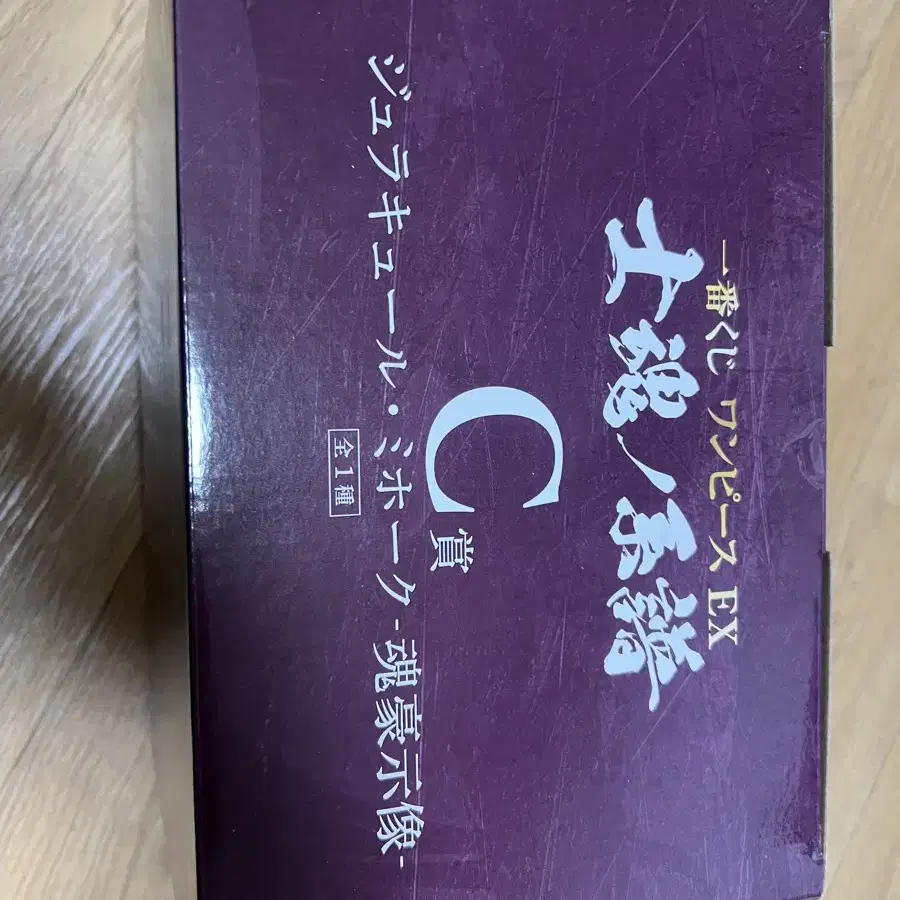 一番くじ ワンピース EX
士魂ノ系譜
C賞
ジュラキュール・ミホーク-魂豪示像-
全1種